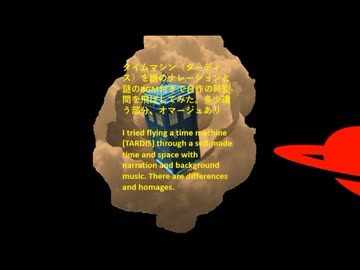 タイムマシン（ターディ
ス）を謎のナレーションと
謎のBGM付きで自作の時空
間を飛ばしてみた。多少違
う部分、オマージュあり
I tried flying a time machine
(TARDIS) through a self-made
time and space with
narration and background
music. There are differences
and homages.